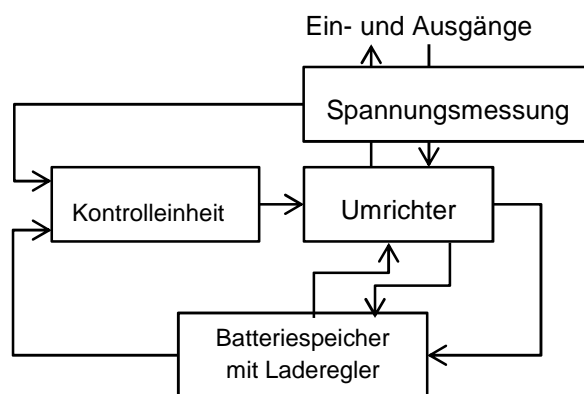 Ein- und Ausgänge
Spannungsmessung
Kontrolleinheit
Umrichter
Batteriespeicher
mit Laderegler